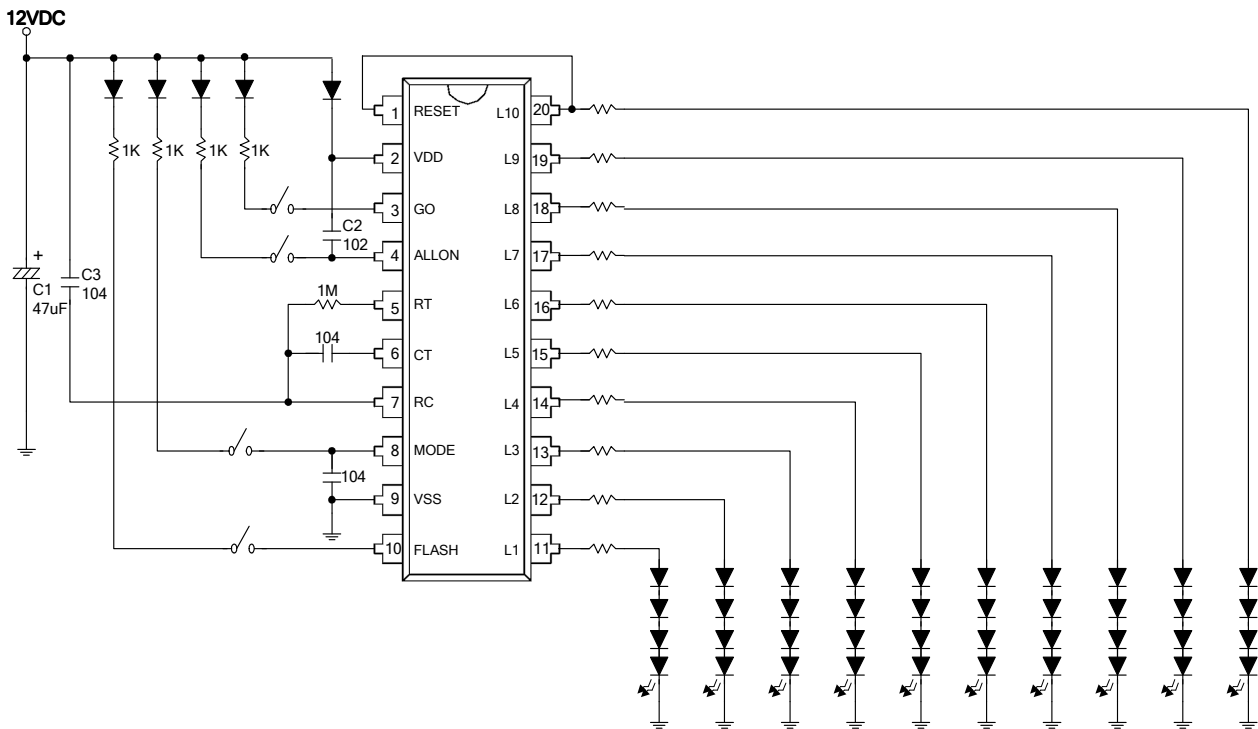 12VDC
1 RESET L10 20
1K 1K 1K 1K
2 VDD L9 19
3 GO L8 18
C2
102
4 ALLON L7 17
+
C1
47uF
C3
104
1M
5 RT L6 16
104
6 CT L5 15
7 RC L4 14
8 MODE L3 13
104
9 VSS L2 12
10 FLASH L1 11